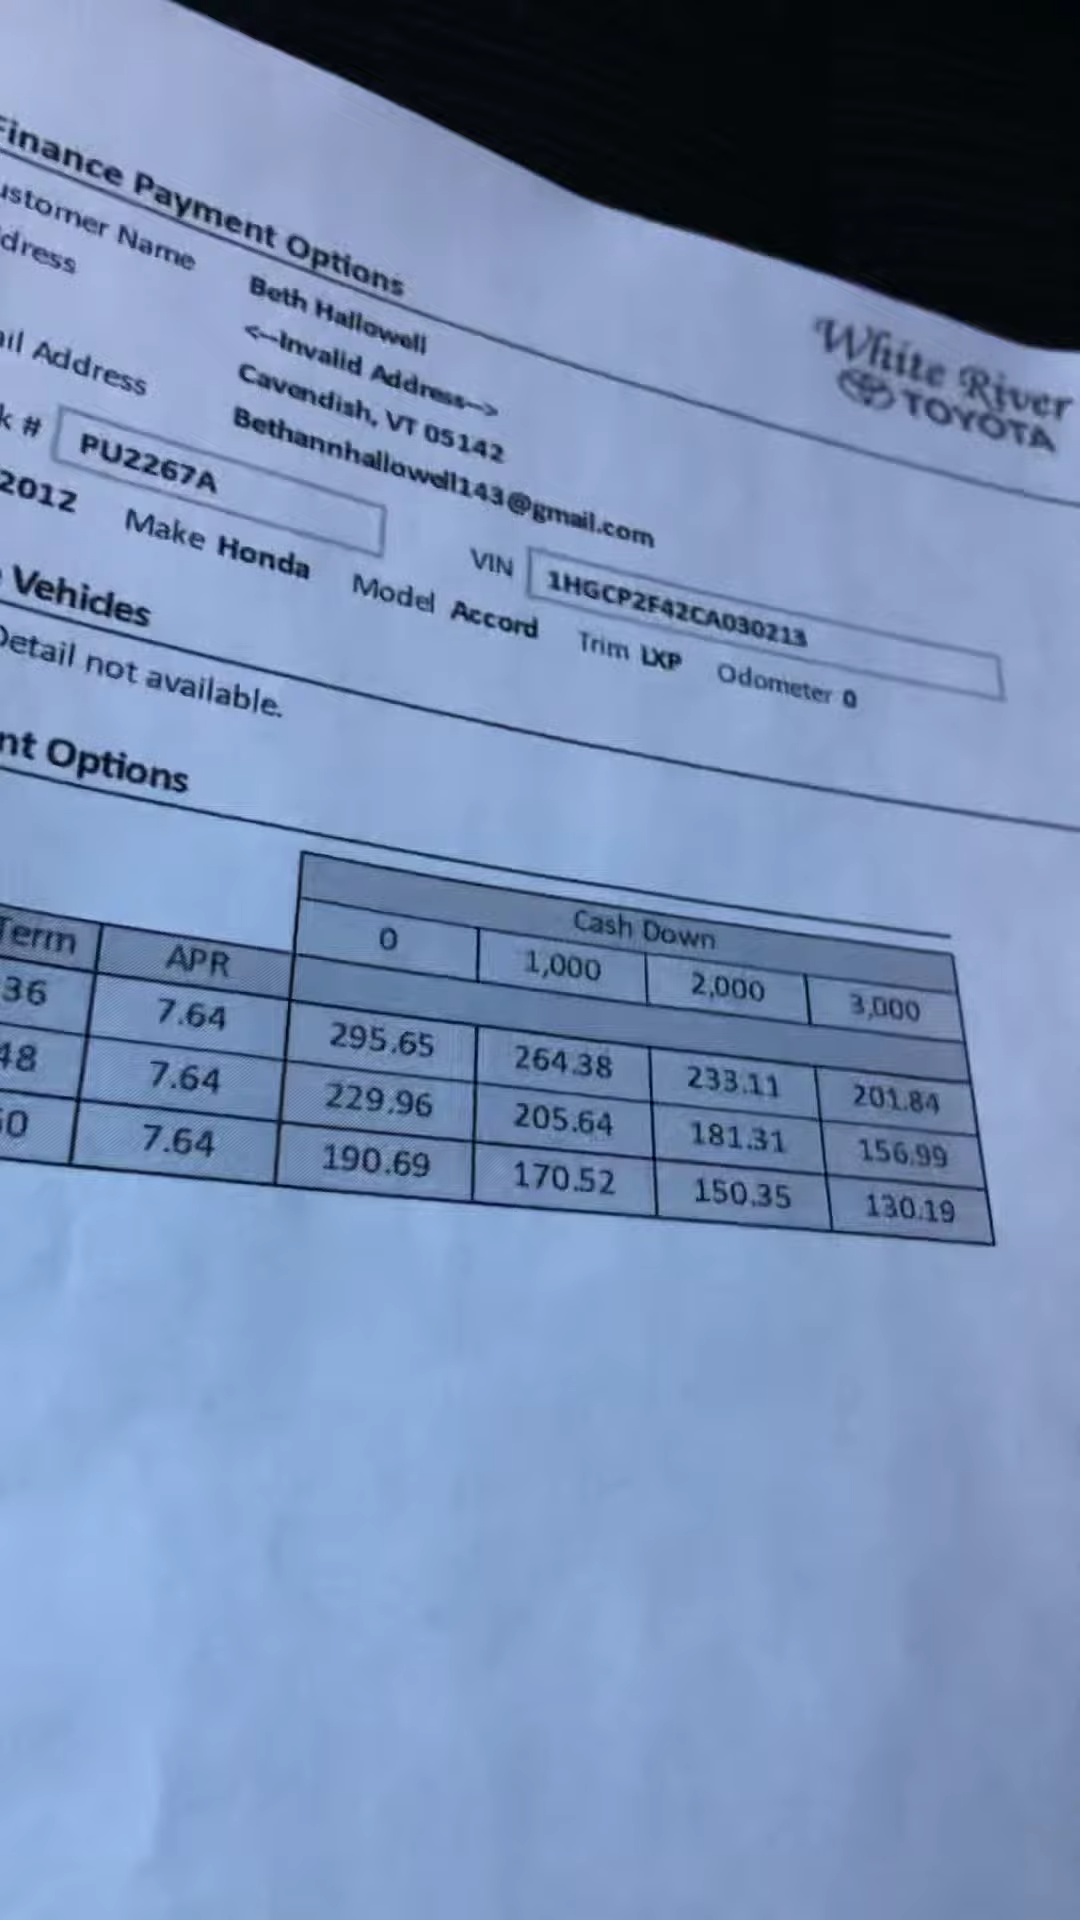 Finance Payment Options
ustomer Name Beth Hallowell
dress <--Invalid Address-->
Cavendish, VT 05142
ail Address Bethannhallowell143@gmail.com
White River
TOYOTA
k # PU2267A VIN 1HGCP2F42CA030213
2012 Make Honda Model Accord Trim LXP Odometer 0
Vehicles
Detail not available.
nt Options
Cash Down
Term APR 0 1,000 2,000 3,000
36 7.64 295.65 264.38 233.11 201.84
48 7.64 229.96 205.64 181.31 156.99
60 7.64 190.69 170.52 150.35 130.19